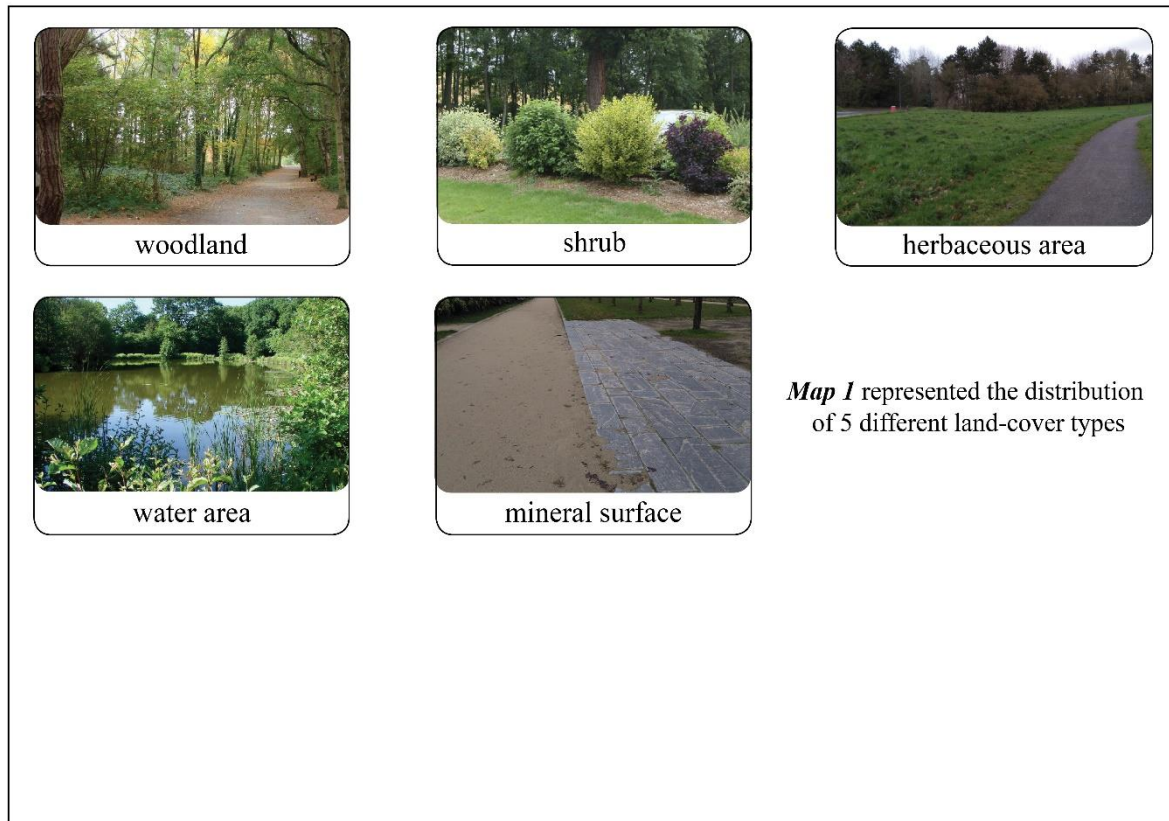 woodland
shrub
herbaceous area
water area
mineral surface
Map 1 represented the distribution
of 5 different land-cover types